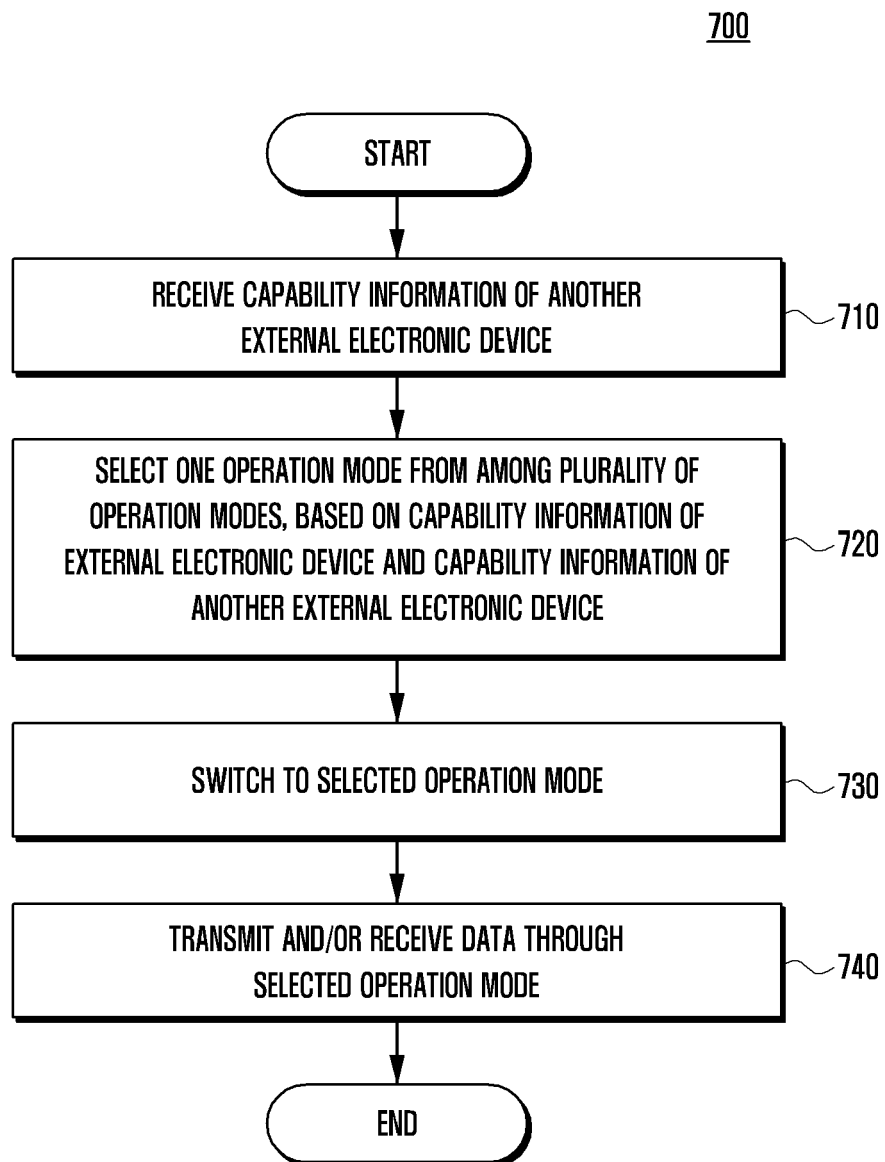 700
START
RECEIVE CAPABILITY INFORMATION OF ANOTHER
EXTERNAL ELECTRONIC DEVICE
710
SELECT ONE OPERATION MODE FROM AMONG PLURALITY OF
OPERATION MODES, BASED ON CAPABILITY INFORMATION OF
EXTERNAL ELECTRONIC DEVICE AND CAPABILITY INFORMATION OF
ANOTHER EXTERNAL ELECTRONIC DEVICE
720
SWITCH TO SELECTED OPERATION MODE
730
TRANSMIT AND/OR RECEIVE DATA THROUGH
SELECTED OPERATION MODE
740
END